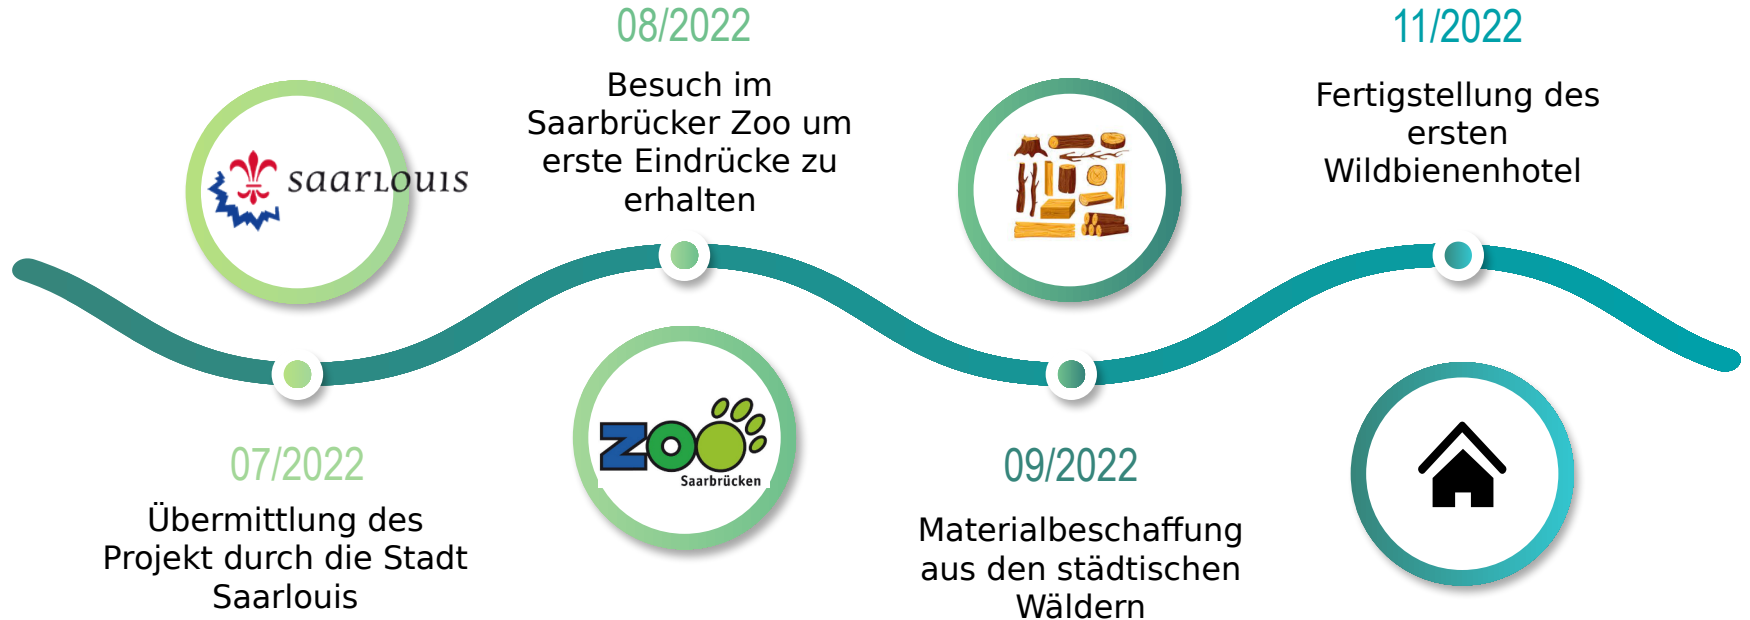 08/2022
Besuch im
Saarbrücker Zoo um
erste Eindrücke zu
erhalten
11/2022
Fertigstellung des
ersten
Wildbienenhotel
saarlouis
zoo
Saarbrücken
07/2022
Übermittlung des
Projekt durch die Stadt
Saarlouis
09/2022
Materialbeschaffung
aus den städtischen
Wäldern